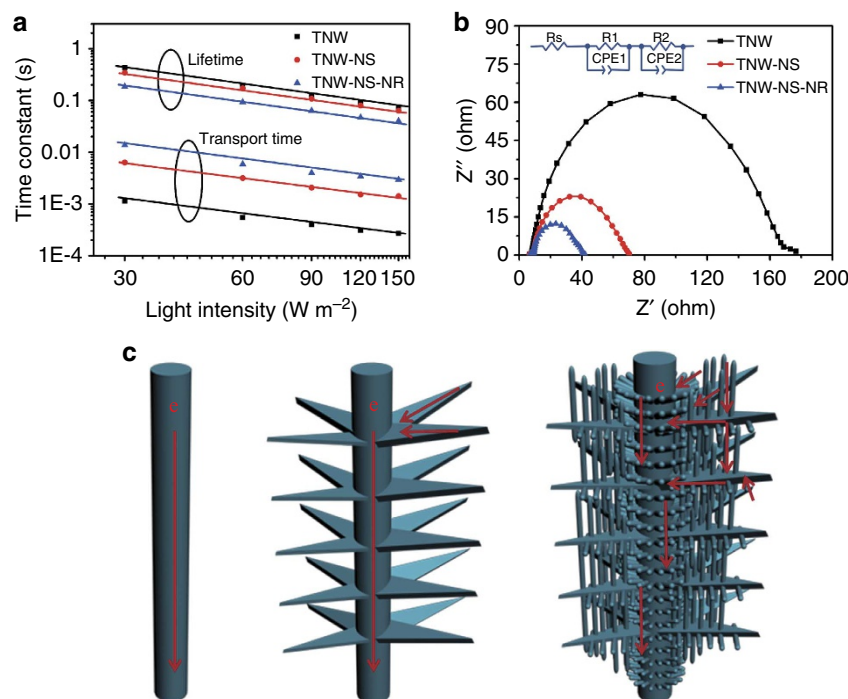 a
Time constant (s)
1
0.1
0.01
1E–3
1E–4
Lifetime
Transport time
TNW
TNW-NS
TNW-NS-NR
30 60 90 120 150
Light intensity (W m⁻²)
b
Z″ (ohm)
90
75
60
45
30
15
0
Rs R1 R2
CPE1 CPE2
TNW
TNW-NS
TNW-NS-NR
0 40 80 120 160 200
Z′ (ohm)
c
e e e